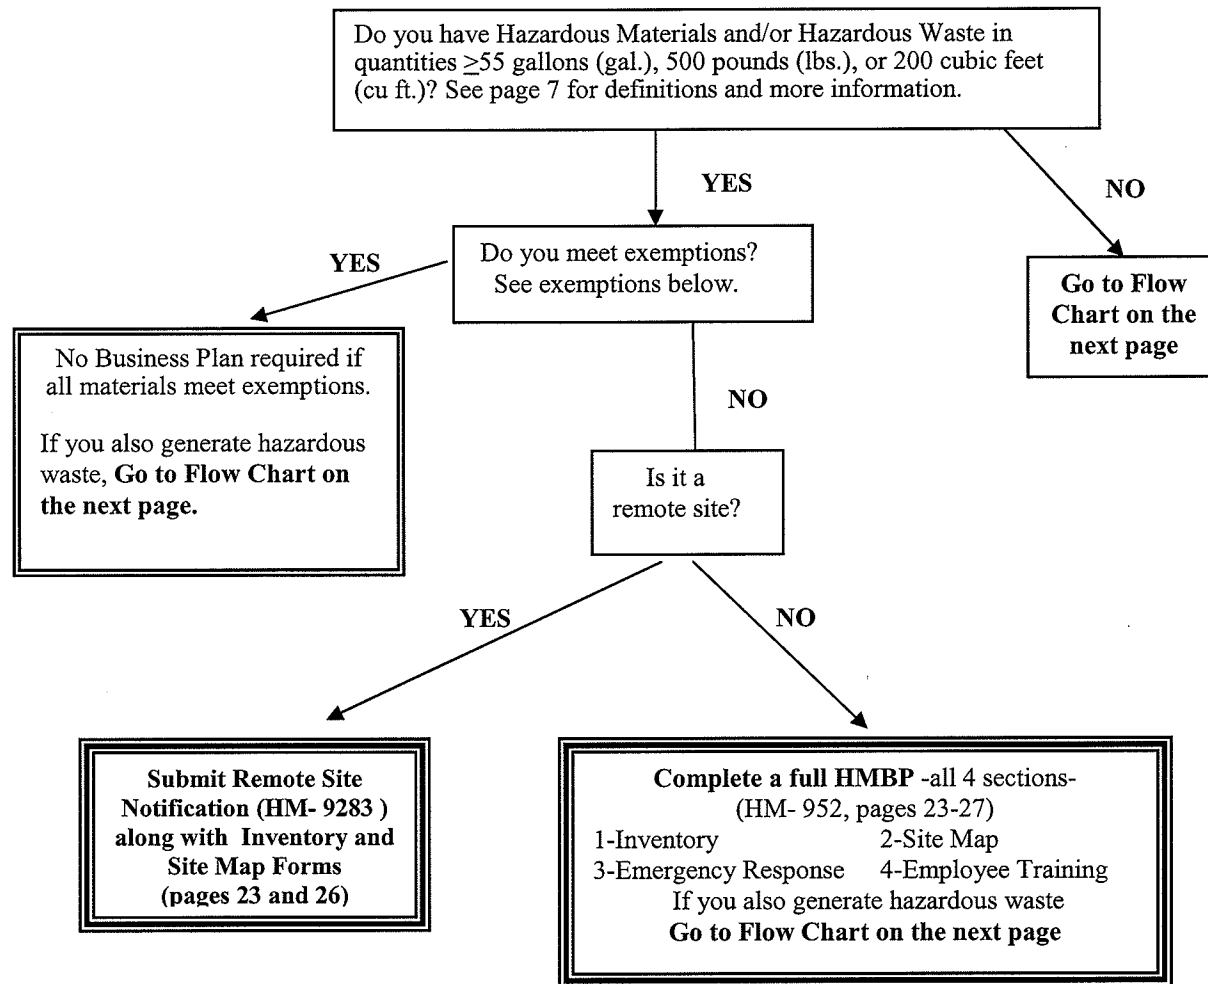 Do you have Hazardous Materials and/or Hazardous Waste in
quantities ≥55 gallons (gal.), 500 pounds (lbs.), or 200 cubic feet
(cu ft.)? See page 7 for definitions and more information.
YES
NO
Do you meet exemptions?
See exemptions below.
YES
Go to Flow
Chart on the
next page
No Business Plan required if
all materials meet exemptions.
If you also generate hazardous
waste, Go to Flow Chart on
the next page.
NO
Is it a
remote site?
YES
NO
Submit Remote Site
Notification (HM- 9283 )
along with Inventory and
Site Map Forms
(pages 23 and 26)
Complete a full HMBP -all 4 sections-
(HM- 952, pages 23-27)
1-Inventory 2-Site Map
3-Emergency Response 4-Employee Training
If you also generate hazardous waste
Go to Flow Chart on the next page